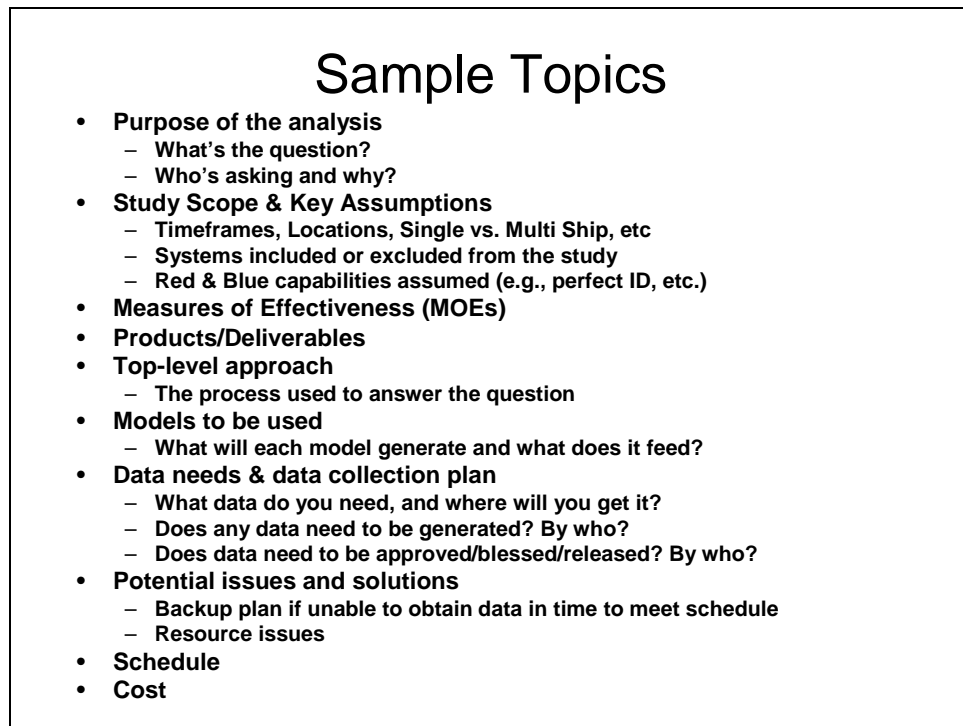 Sample Topics
• Purpose of the analysis
– What's the question?
– Who's asking and why?
• Study Scope & Key Assumptions
– Timeframes, Locations, Single vs. Multi Ship, etc
– Systems included or excluded from the study
– Red & Blue capabilities assumed (e.g., perfect ID, etc.)
• Measures of Effectiveness (MOEs)
• Products/Deliverables
• Top-level approach
– The process used to answer the question
• Models to be used
– What will each model generate and what does it feed?
• Data needs & data collection plan
– What data do you need, and where will you get it?
– Does any data need to be generated? By who?
– Does data need to be approved/blessed/released? By who?
• Potential issues and solutions
– Backup plan if unable to obtain data in time to meet schedule
– Resource issues
• Schedule
• Cost